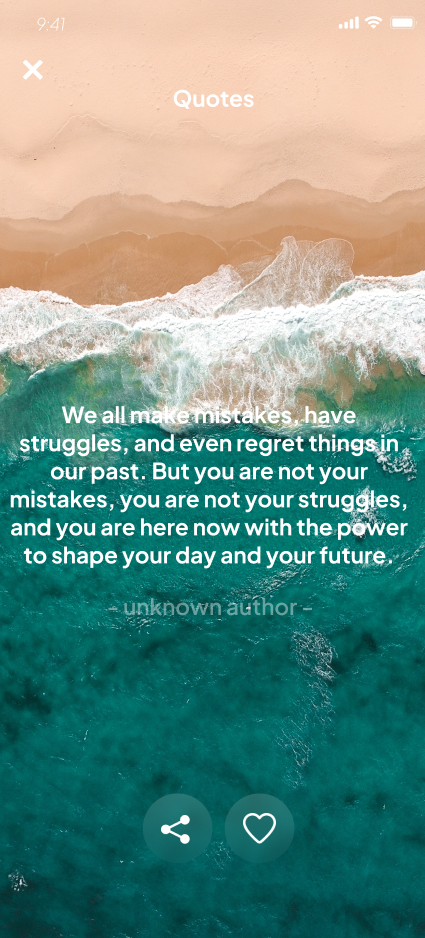 9:41
Quotes
We all make mistakes, have
struggles, and even regret things in
our past. But you are not your
mistakes, you are not your struggles,
and you are here now with the power
to shape your day and your future.
– unknown author –